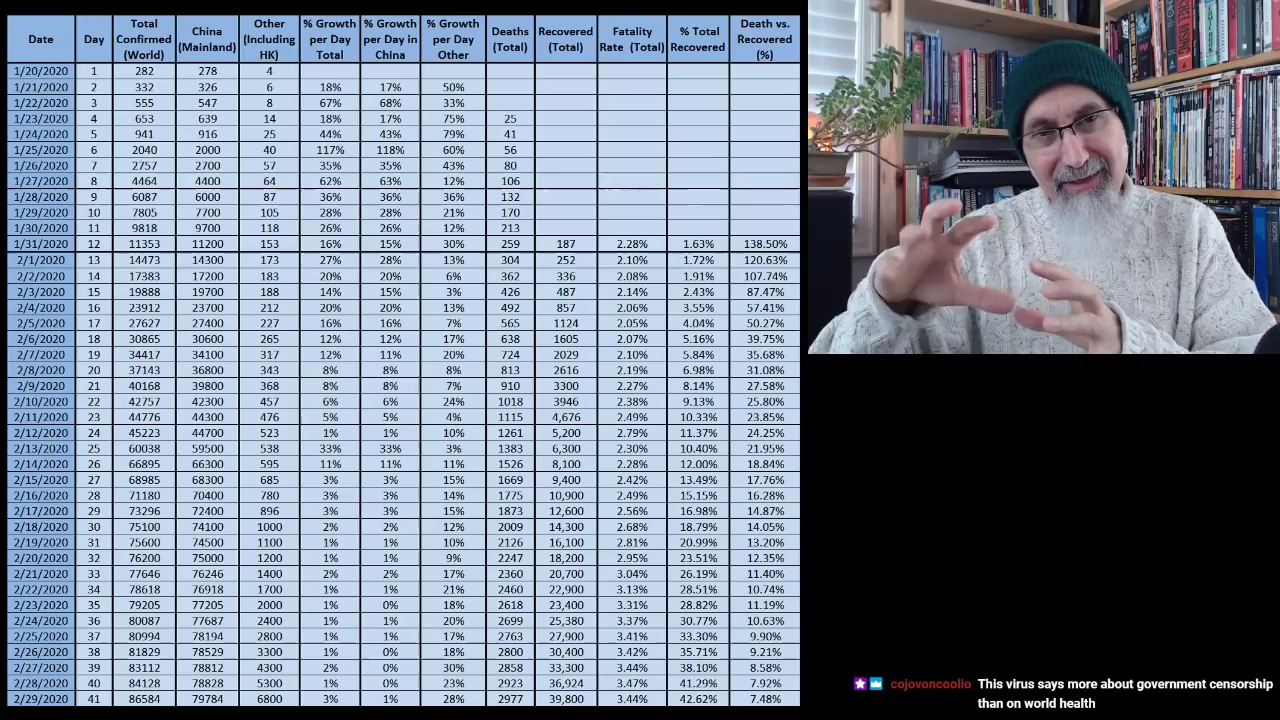 Date Day Total Confirmed (World) China (Mainland) Other (Including HK) % Growth per Day Total % Growth per Day in China % Growth per Day Other Deaths (Total) Recovered (Total) Fatality Rate (Total) % Total Recovered Death vs. Recovered (%)
1/20/2020 1 282 278 4
1/21/2020 2 332 326 6 18% 17% 50%
1/22/2020 3 555 547 8 67% 68% 33%
1/23/2020 4 653 639 14 18% 17% 75% 25
1/24/2020 5 941 916 25 44% 43% 79% 41
1/25/2020 6 2040 2000 40 117% 118% 60% 56
1/26/2020 7 2757 2700 57 35% 35% 43% 80
1/27/2020 8 4464 4400 64 62% 63% 12% 106
1/28/2020 9 6087 6000 87 36% 36% 36% 132
1/29/2020 10 7805 7700 105 28% 28% 21% 170
1/30/2020 11 9818 9700 118 26% 26% 12% 213
1/31/2020 12 11353 11200 153 16% 15% 30% 259 187 2.28% 1.63% 138.50%
2/1/2020 13 14473 14300 173 27% 28% 13% 304 252 2.10% 1.72% 120.63%
2/2/2020 14 17383 17200 183 20% 20% 6% 362 336 2.08% 1.91% 107.74%
2/3/2020 15 19888 19700 188 14% 15% 3% 426 487 2.14% 2.43% 87.47%
2/4/2020 16 23912 23700 212 20% 20% 13% 492 857 2.06% 3.55% 57.41%
2/5/2020 17 27627 27400 227 16% 16% 7% 565 1124 2.05% 4.04% 50.27%
2/6/2020 18 30865 30600 265 12% 12% 17% 638 1605 2.07% 5.16% 39.75%
2/7/2020 19 34417 34100 317 12% 11% 20% 724 2029 2.10% 5.84% 35.68%
2/8/2020 20 37143 36800 343 8% 8% 8% 813 2616 2.19% 6.98% 31.08%
2/9/2020 21 40168 39800 368 8% 8% 7% 910 3300 2.27% 8.14% 27.58%
2/10/2020 22 42757 42300 457 6% 6% 24% 1018 3946 2.38% 9.13% 25.80%
2/11/2020 23 44776 44300 476 5% 5% 4% 1115 4,676 2.49% 10.33% 23.85%
2/12/2020 24 45223 44700 523 1% 1% 10% 1261 5,200 2.79% 11.37% 24.25%
2/13/2020 25 60038 59500 538 33% 33% 3% 1383 6,300 2.30% 10.40% 21.95%
2/14/2020 26 66895 66300 595 11% 11% 11% 1526 8,100 2.28% 12.00% 18.84%
2/15/2020 27 68985 68300 685 3% 3% 15% 1669 9,400 2.42% 13.49% 17.76%
2/16/2020 28 71180 70400 780 3% 3% 14% 1775 10,900 2.49% 15.15% 16.28%
2/17/2020 29 73296 72400 896 3% 3% 15% 1873 12,600 2.56% 16.98% 14.87%
2/18/2020 30 75100 74100 1000 2% 2% 12% 2009 14,300 2.68% 18.79% 14.05%
2/19/2020 31 75600 74500 1100 1% 1% 10% 2126 16,100 2.81% 20.99% 13.20%
2/20/2020 32 76200 75000 1200 1% 1% 9% 2247 18,200 2.95% 23.51% 12.35%
2/21/2020 33 77646 76246 1400 2% 2% 17% 2360 20,700 3.04% 26.19% 11.40%
2/22/2020 34 78618 76918 1700 1% 1% 21% 2460 22,900 3.13% 28.51% 10.74%
2/23/2020 35 79205 77205 2000 1% 0% 18% 2618 23,400 3.31% 28.82% 11.19%
2/24/2020 36 80087 77687 2400 1% 1% 20% 2699 25,380 3.37% 30.77% 10.63%
2/25/2020 37 80994 78194 2800 1% 1% 17% 2763 27,900 3.41% 33.30% 9.90%
2/26/2020 38 81829 78529 3300 1% 0% 18% 2800 30,400 3.42% 35.71% 9.21%
2/27/2020 39 83112 78812 4300 2% 0% 30% 2858 33,300 3.44% 38.10% 8.58%
2/28/2020 40 84128 78828 5300 1% 0% 23% 2923 36,924 3.47% 41.29% 7.92%
2/29/2020 41 86584 79784 6800 3% 1% 28% 2977 39,800 3.44% 42.62% 7.48%
cojovoncoolio This virus says more about government censorship
than on world health